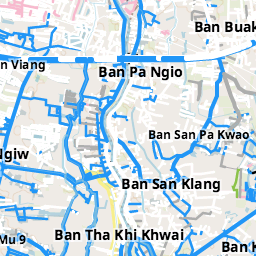 Ban Buak
n Viang
Ban Pa Ngio
Ban San Pa Kwao
Ngiw
Ban San Klang
Mu 9
Ban Tha Khi Khwai
Ban K